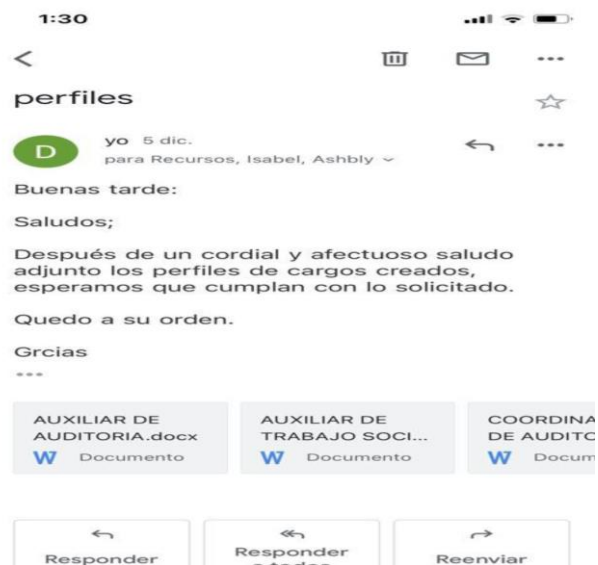 1:30
perfiles
D
yo 5 dic.
para Recursos, Isabel, Ashbly
Buenas tarde:
Saludos;
Después de un cordial y afectuoso saludo
adjunto los perfiles de cargos creados,
esperamos que cumplan con lo solicitado.
Quedo a su orden.
Grcias
AUXILIAR DE
AUDITORIA.docx
W Documento
AUXILIAR DE
TRABAJO SOCI...
W Documento
COORDINA
DE AUDITO
W Docum
Responder
Responder
a todos
Reenviar